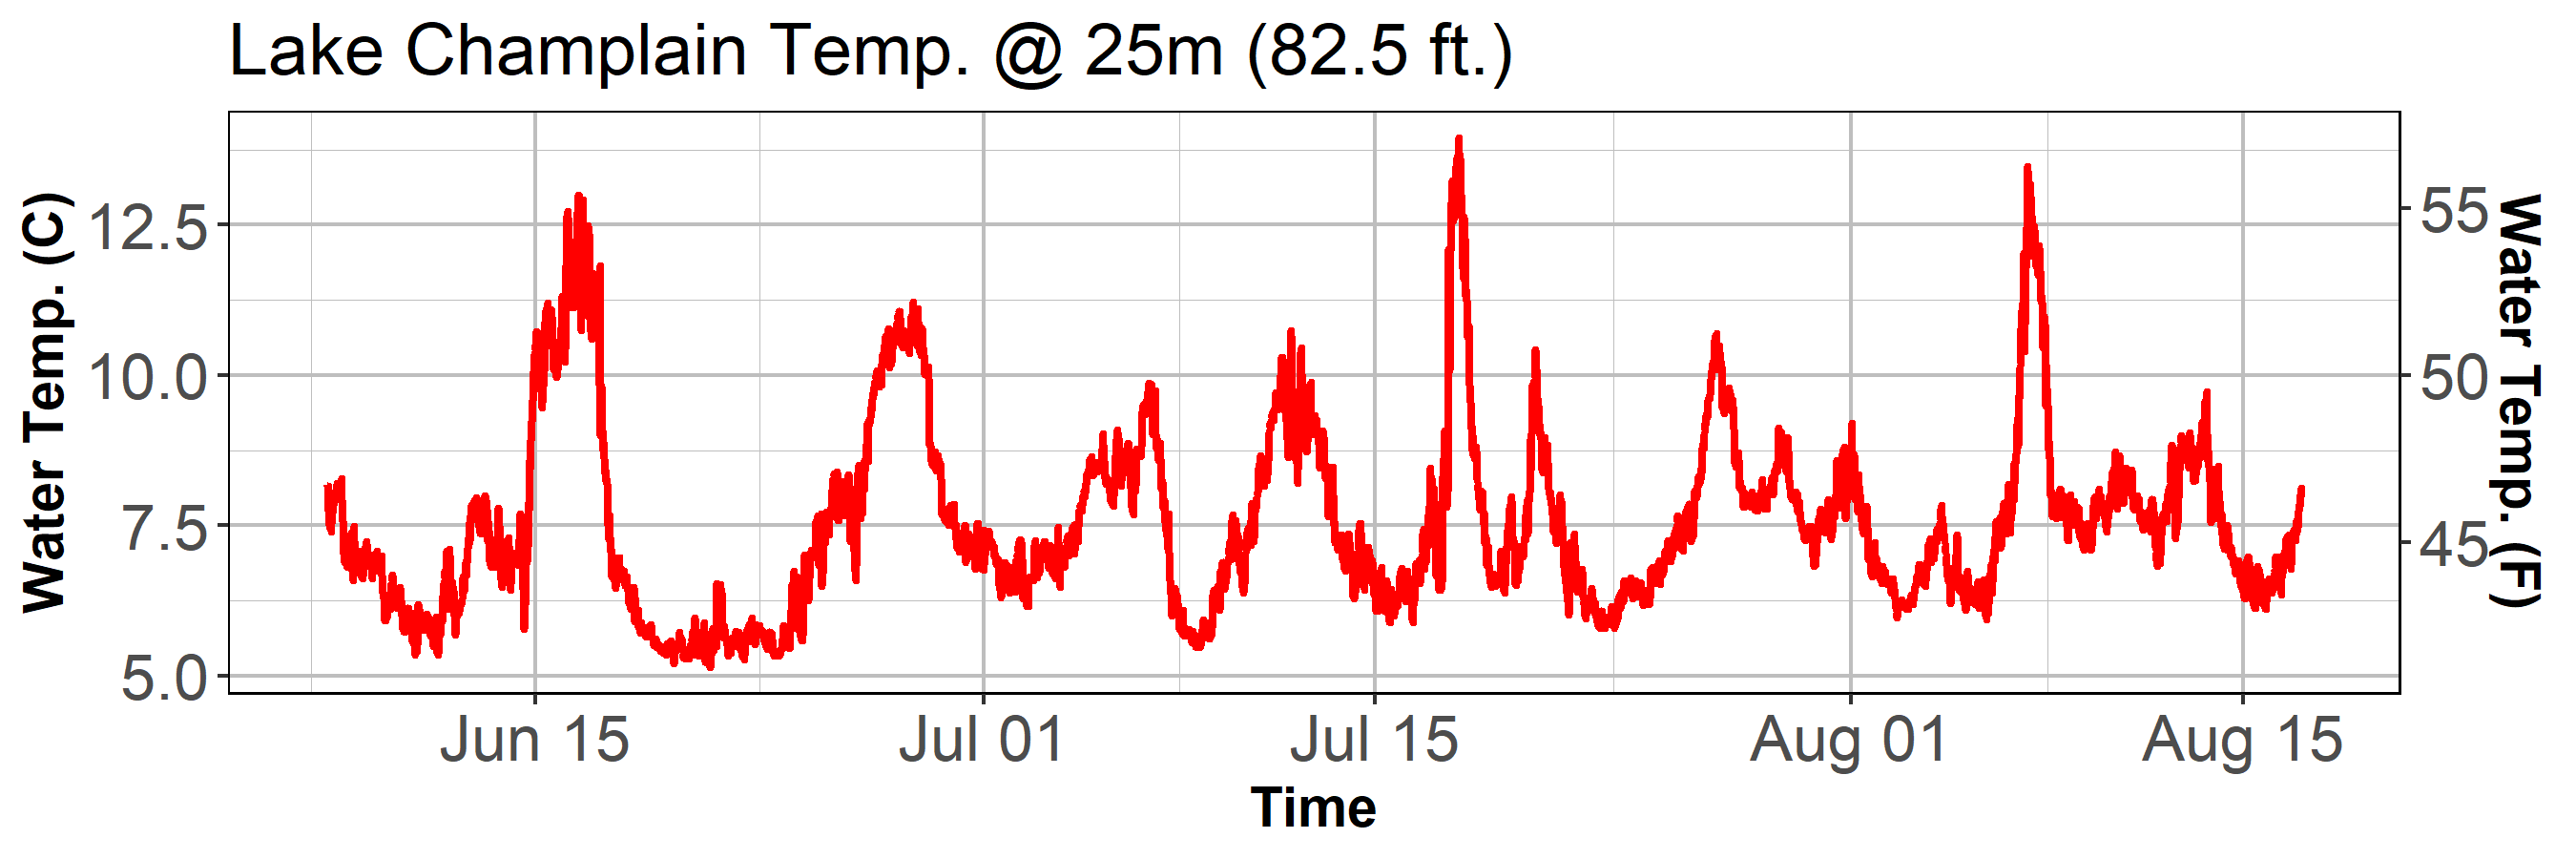 Lake Champlain Temp. @ 25m (82.5 ft.)
Water Temp. (C)
12.5
10.0
7.5
5.0
55
50
45
Water Temp. (F)
Jun 15
Jul 01
Jul 15
Aug 01
Aug 15
Time